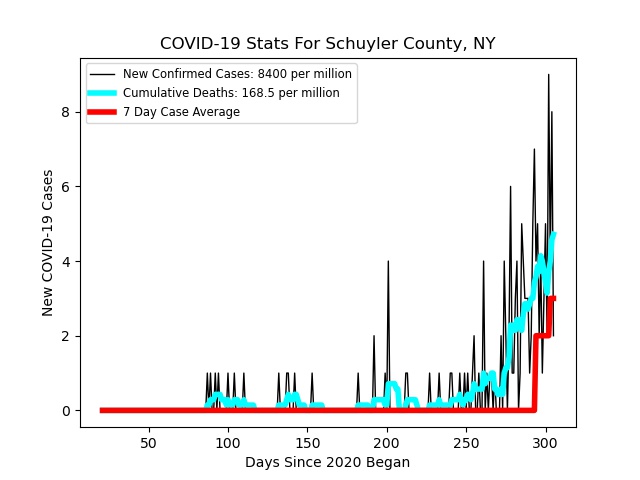 COVID-19 Stats For Schuyler County, NY
New Confirmed Cases: 8400 per million
Cumulative Deaths: 168.5 per million
7 Day Case Average
New COVID-19 Cases
8
6
4
2
0
50 100 150 200 250 300
Days Since 2020 Began